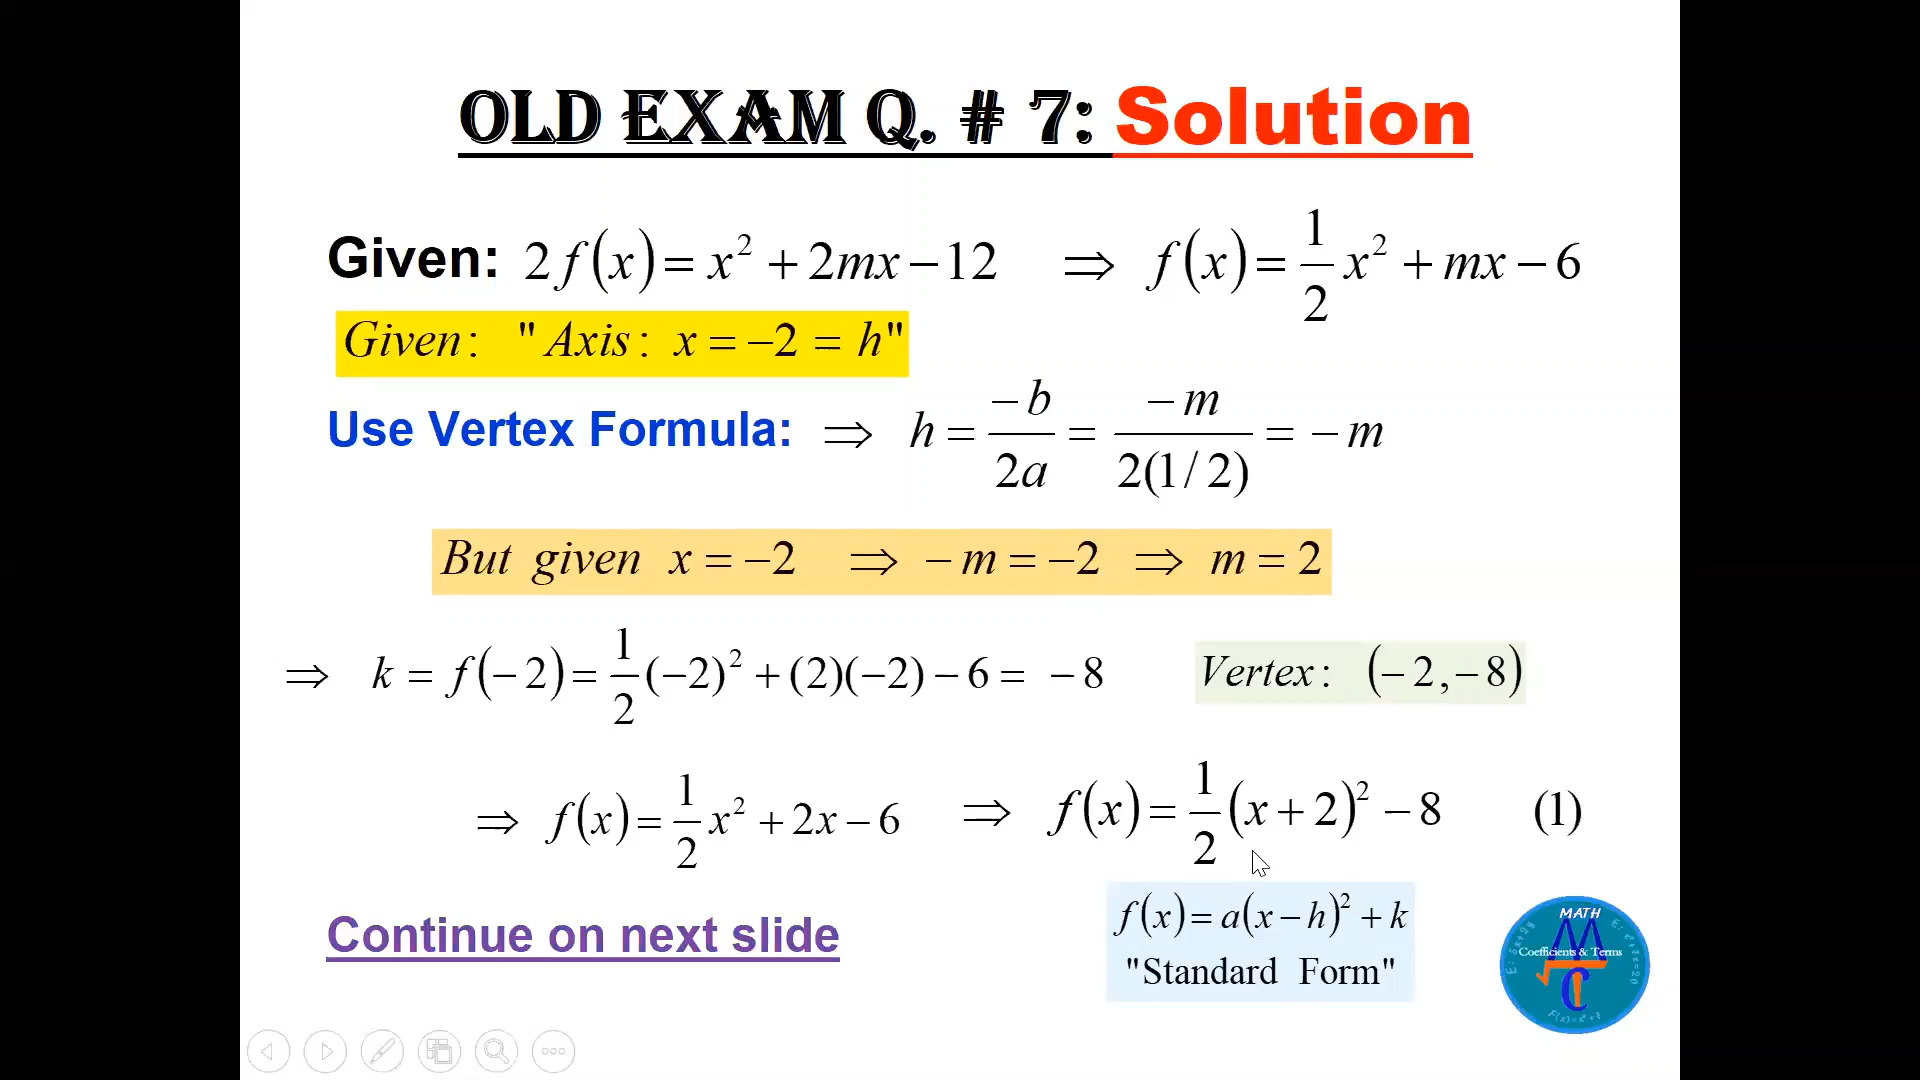 OLD EXAM Q. # 7: Solution
Given: 2f(x) = x² + 2mx − 12 ⇒ f(x) = 1/2 x² + mx − 6
Given: "Axis: x = −2 = h"
Use Vertex Formula: ⇒ h = −b/2a = −m/2(1/2) = −m
But given x = −2 ⇒ −m = −2 ⇒ m = 2
⇒ k = f(−2) = 1/2 (−2)² + (2)(−2) − 6 = −8 Vertex: (−2,−8)
⇒ f(x) = 1/2 x² + 2x − 6 ⇒ f(x) = 1/2 (x + 2)² − 8 (1)
f(x) = a(x − h)² + k
"Standard Form"
Continue on next slide
MATH
Coefficients & Terms